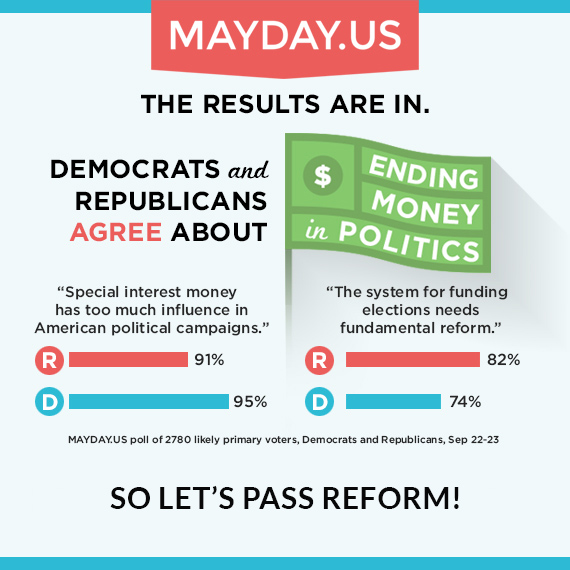 MAYDAY.US
THE RESULTS ARE IN.
DEMOCRATS and
REPUBLICANS
AGREE ABOUT
$
ENDING
MONEY
in POLITICS
“Special interest money
has too much influence in
American political campaigns.”
R 91%
D 95%
“The system for funding
elections needs
fundamental reform.”
R 82%
D 74%
MAYDAY.US poll of 2780 likely primary voters, Democrats and Republicans, Sep 22-23
SO LET’S PASS REFORM!